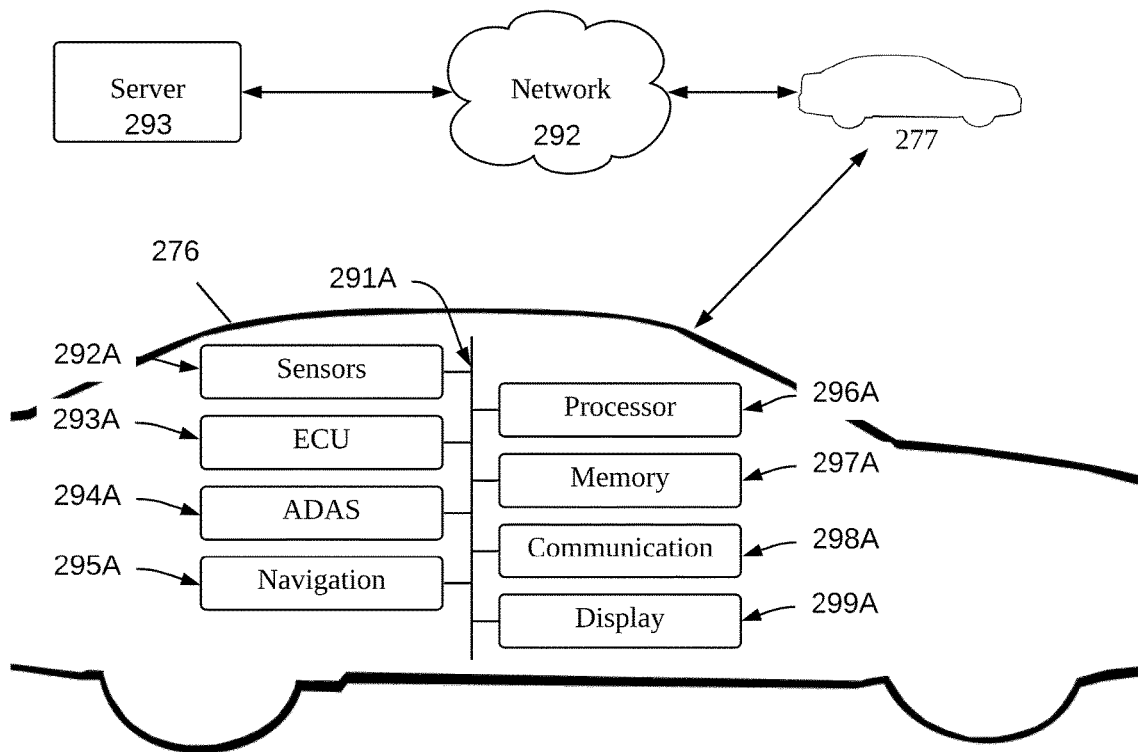 Server
293
Network
292
277
276
291A
292A
Sensors
293A
ECU
294A
ADAS
295A
Navigation
Processor
296A
Memory
297A
Communication
298A
Display
299A